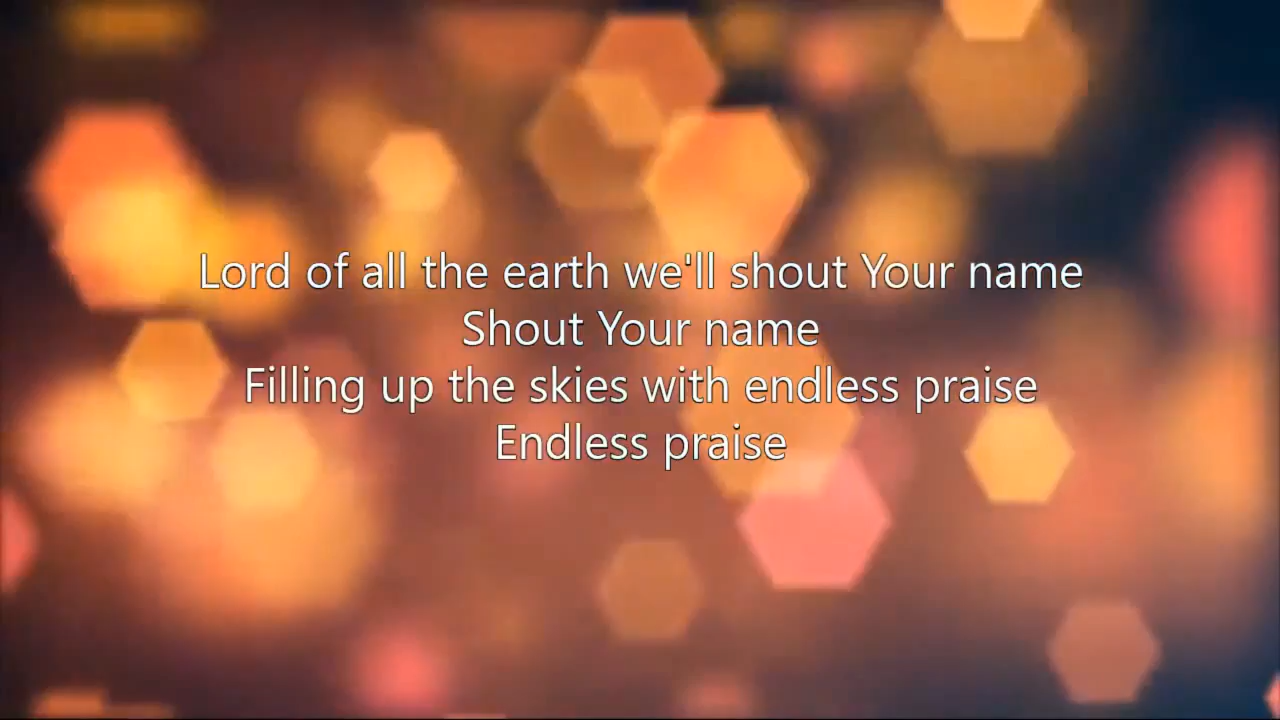 Lord of all the earth we'll shout Your name
Shout Your name
Filling up the skies with endless praise
Endless praise